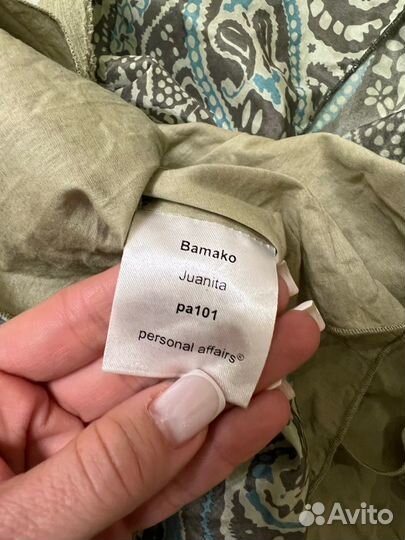 Bamako
Juanita
pa101
personal affairs®
Avito